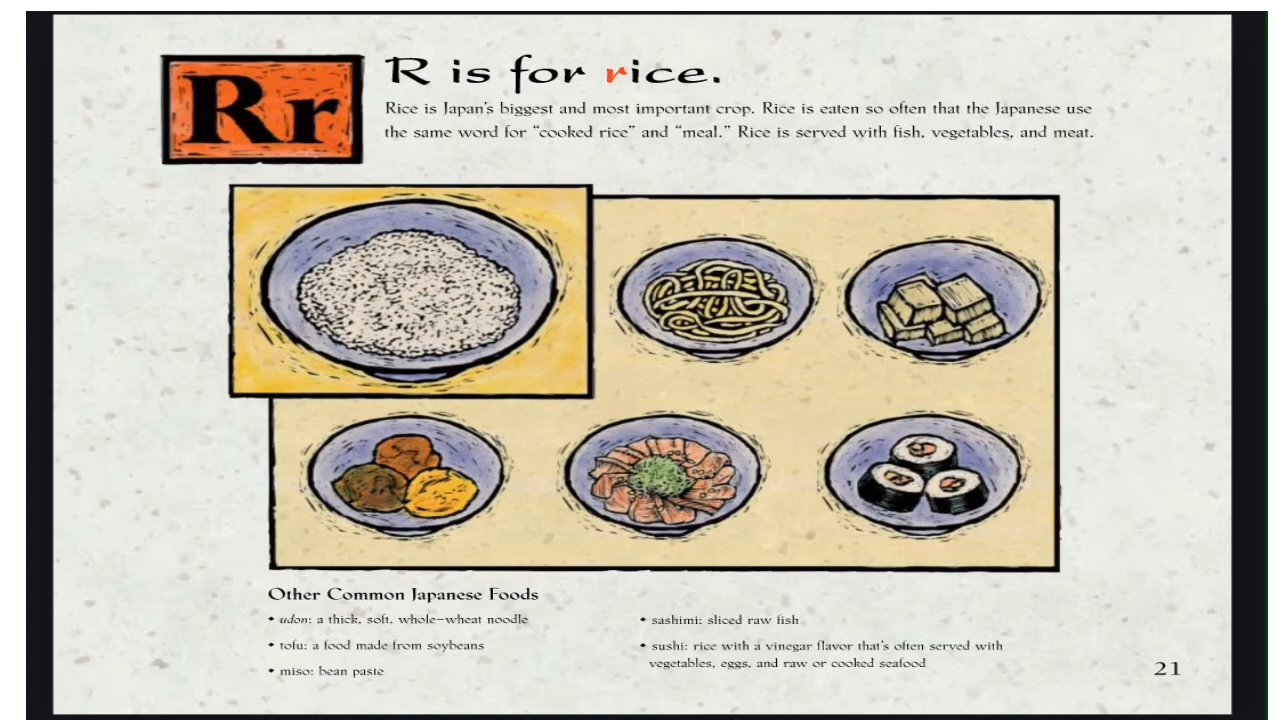 Rr
R is for rice.
Rice is Japan's biggest and most important crop. Rice is eaten so often that the Japanese use
the same word for "cooked rice" and "meal." Rice is served with fish, vegetables, and meat.
Other Common Japanese Foods
• udon: a thick, soft, whole-wheat noodle
• tofu: a food made from soybeans
• miso: bean paste
• sashimi: sliced raw fish
• sushi: rice with a vinegar flavor that's often served with
vegetables, eggs, and raw or cooked seafood
21